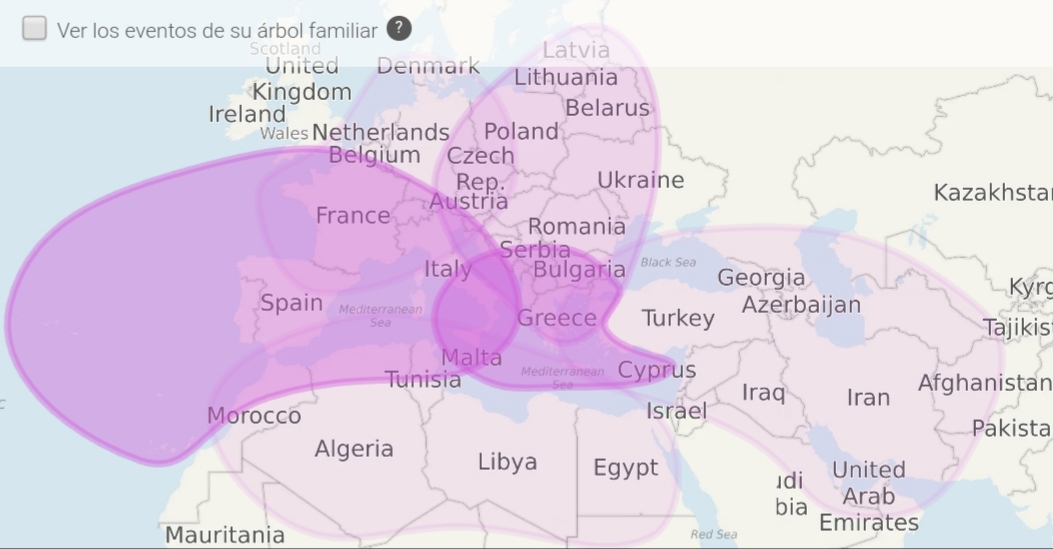 Ver los eventos de su árbol familiar ?
Scotland
United
Kingdom
Denmark
Latvia
Lithuania
Belarus
Ireland
Wales
Netherlands
Belgium
Poland
Czech
Rep.
Austria
Ukraine
Kazakhstan
France
Romania
Serbia
Bulgaria
Black Sea
Italy
Georgia
Azerbaijan
Kyrg
Spain
Mediterranean
Sea
Greece
Turkey
Tajikist
Malta
Tunisia
Mediterranean
Sea
Cyprus
Iraq
Iran
Afghanistan
Morocco
Israel
Pakista
Algeria
Libya
Egypt
udi
bia
United
Arab
Emirates
Mauritania
Red Sea